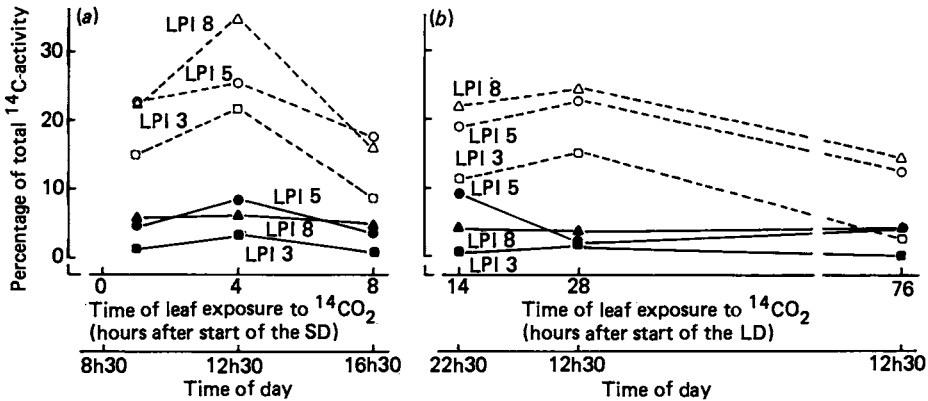 (a)
(b)
Percentage of total ¹⁴C-activity
30
20
10
0
LPI 8
LPI 5
LPI 3
LPI 5
LPI 8
LPI 3
0 4 8
Time of leaf exposure to ¹⁴CO₂
(hours after start of the SD)
8h30 12h30 16h30
Time of day
LPI 8
LPI 5
LPI 3
LPI 5
LPI 8
LPI 3
14 28 76
Time of leaf exposure to ¹⁴CO₂
(hours after start of the LD)
22h30 12h30 12h30
Time of day